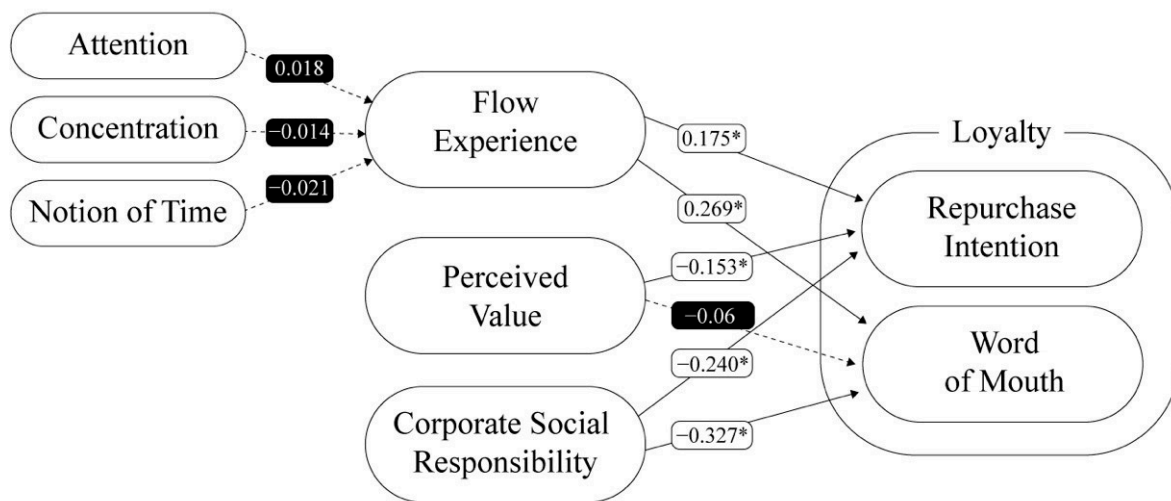 Attention
0.018
Concentration
−0.014
Notion of Time
−0.021
Flow
Experience
0.175*
0.269*
Perceived
Value
−0.153*
−0.06
Corporate Social
Responsibility
−0.240*
−0.327*
Loyalty
Repurchase
Intention
Word
of Mouth